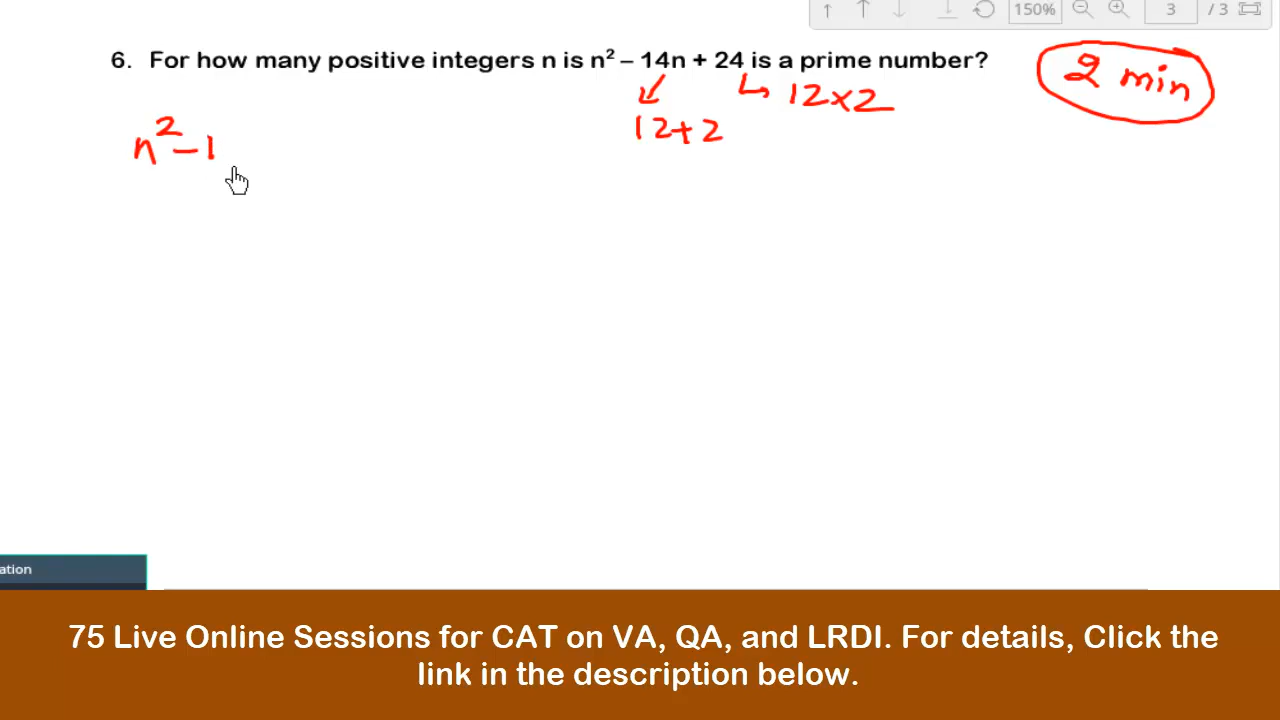 150% 3 / 3
6. For how many positive integers n is n² – 14n + 24 is a prime number?
2 min
12×2
12+2
n²-1
ation
75 Live Online Sessions for CAT on VA, QA, and LRDI. For details, Click the
link in the description below.